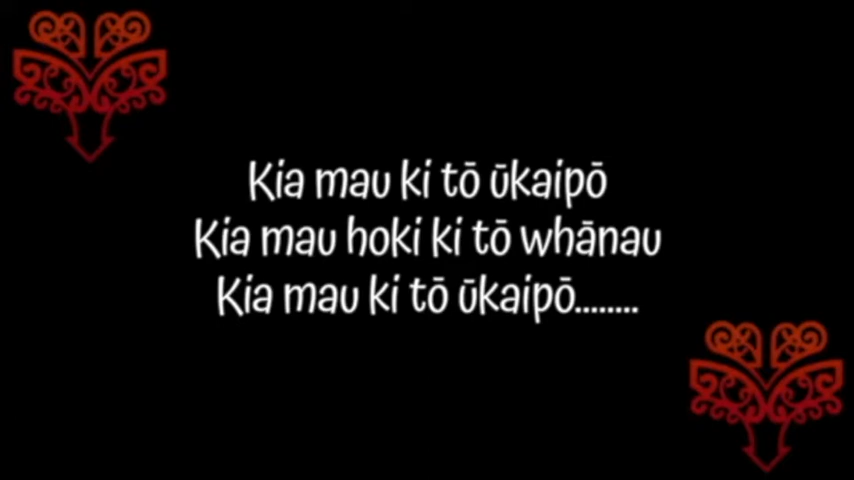 Kia mau ki tō ūkaipō
Kia mau hoki ki tō whānau
Kia mau ki tō ūkaipō........